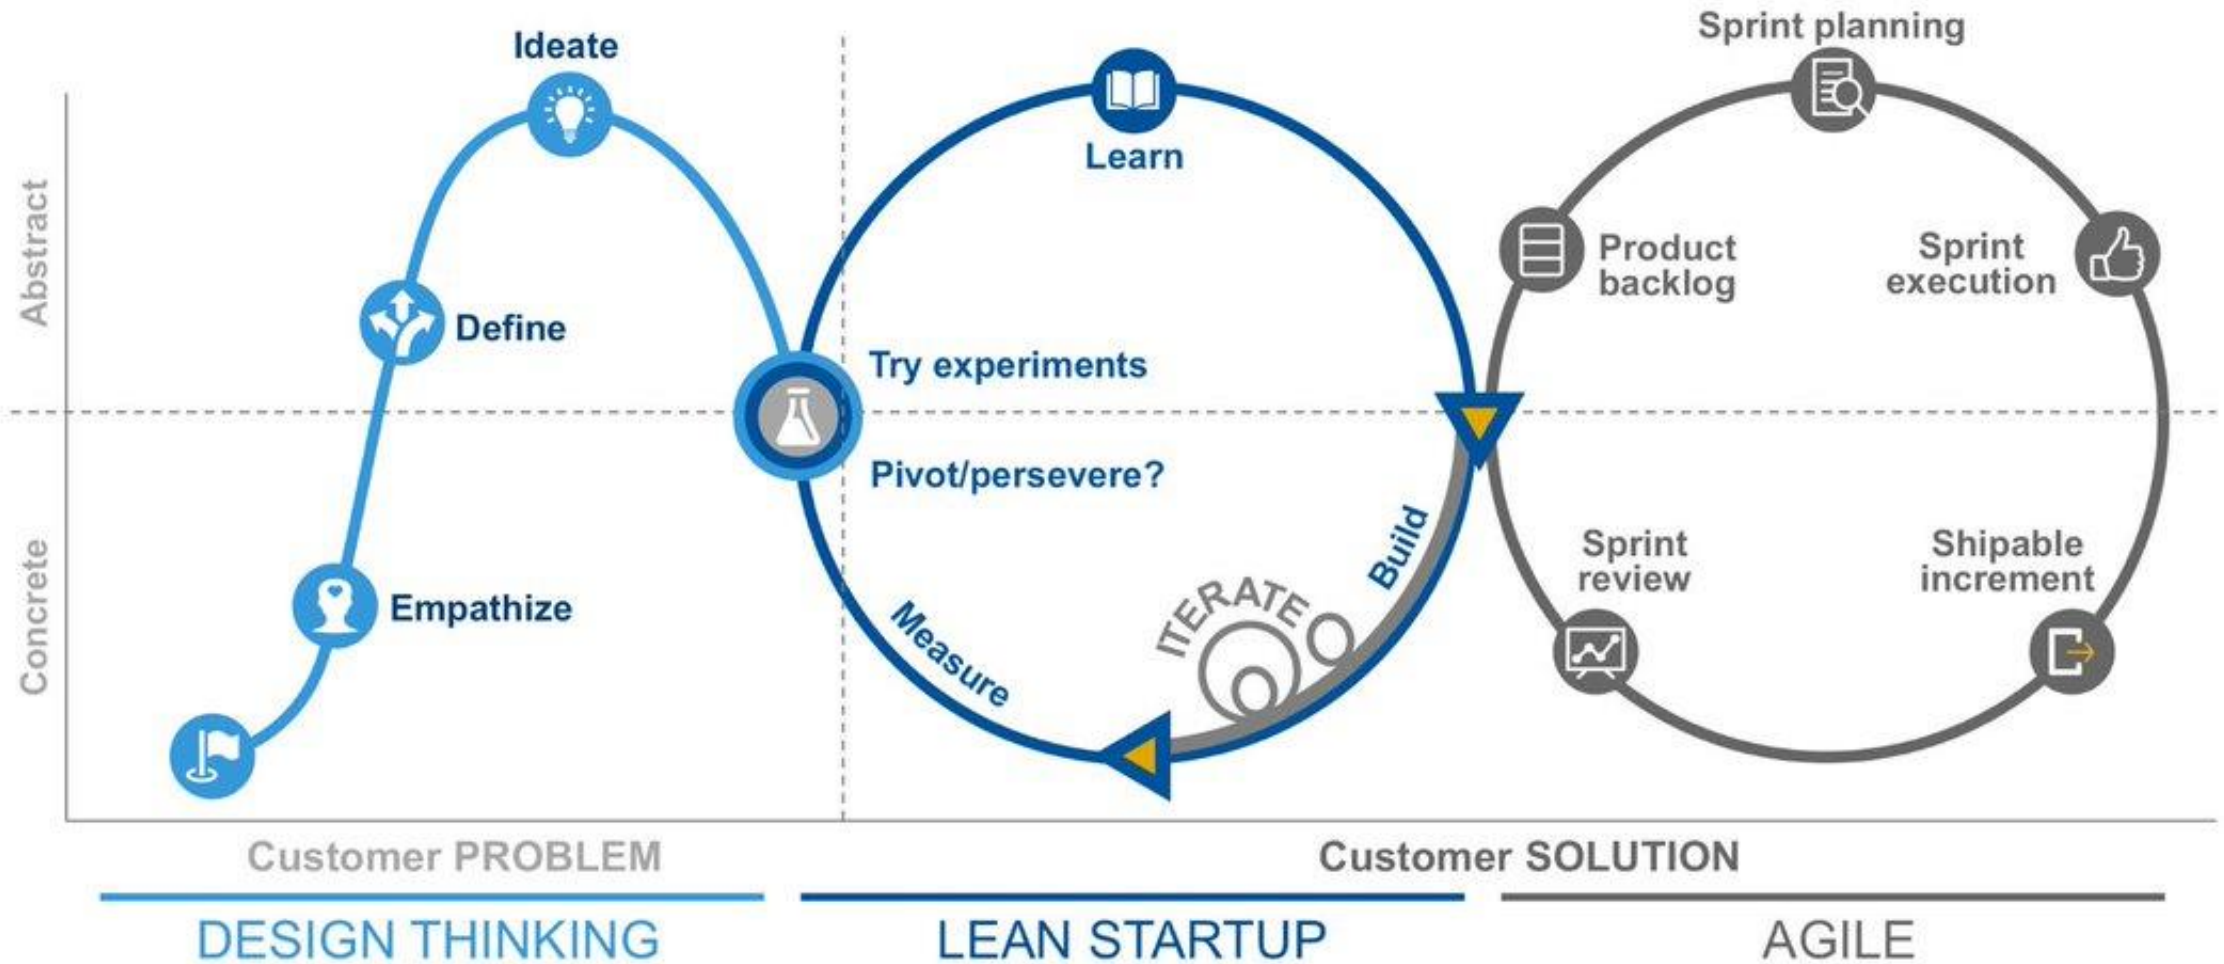 Ideate
Define
Empathize
Abstract
Concrete
Learn
Try experiments
Pivot/persevere?
Measure
ITERATE
Build
Sprint planning
Product
backlog
Sprint
execution
Sprint
review
Shipable
increment
Customer PROBLEM
Customer SOLUTION
DESIGN THINKING
LEAN STARTUP
AGILE